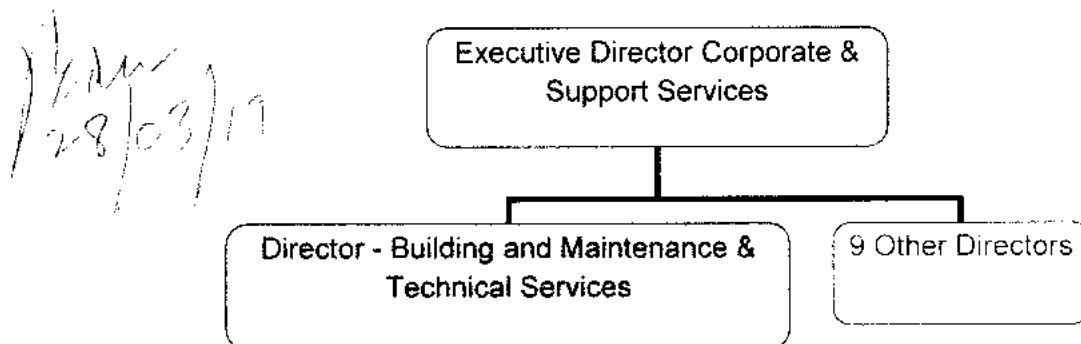 28/03/19
Executive Director Corporate &
Support Services
Director - Building and Maintenance &
Technical Services
9 Other Directors